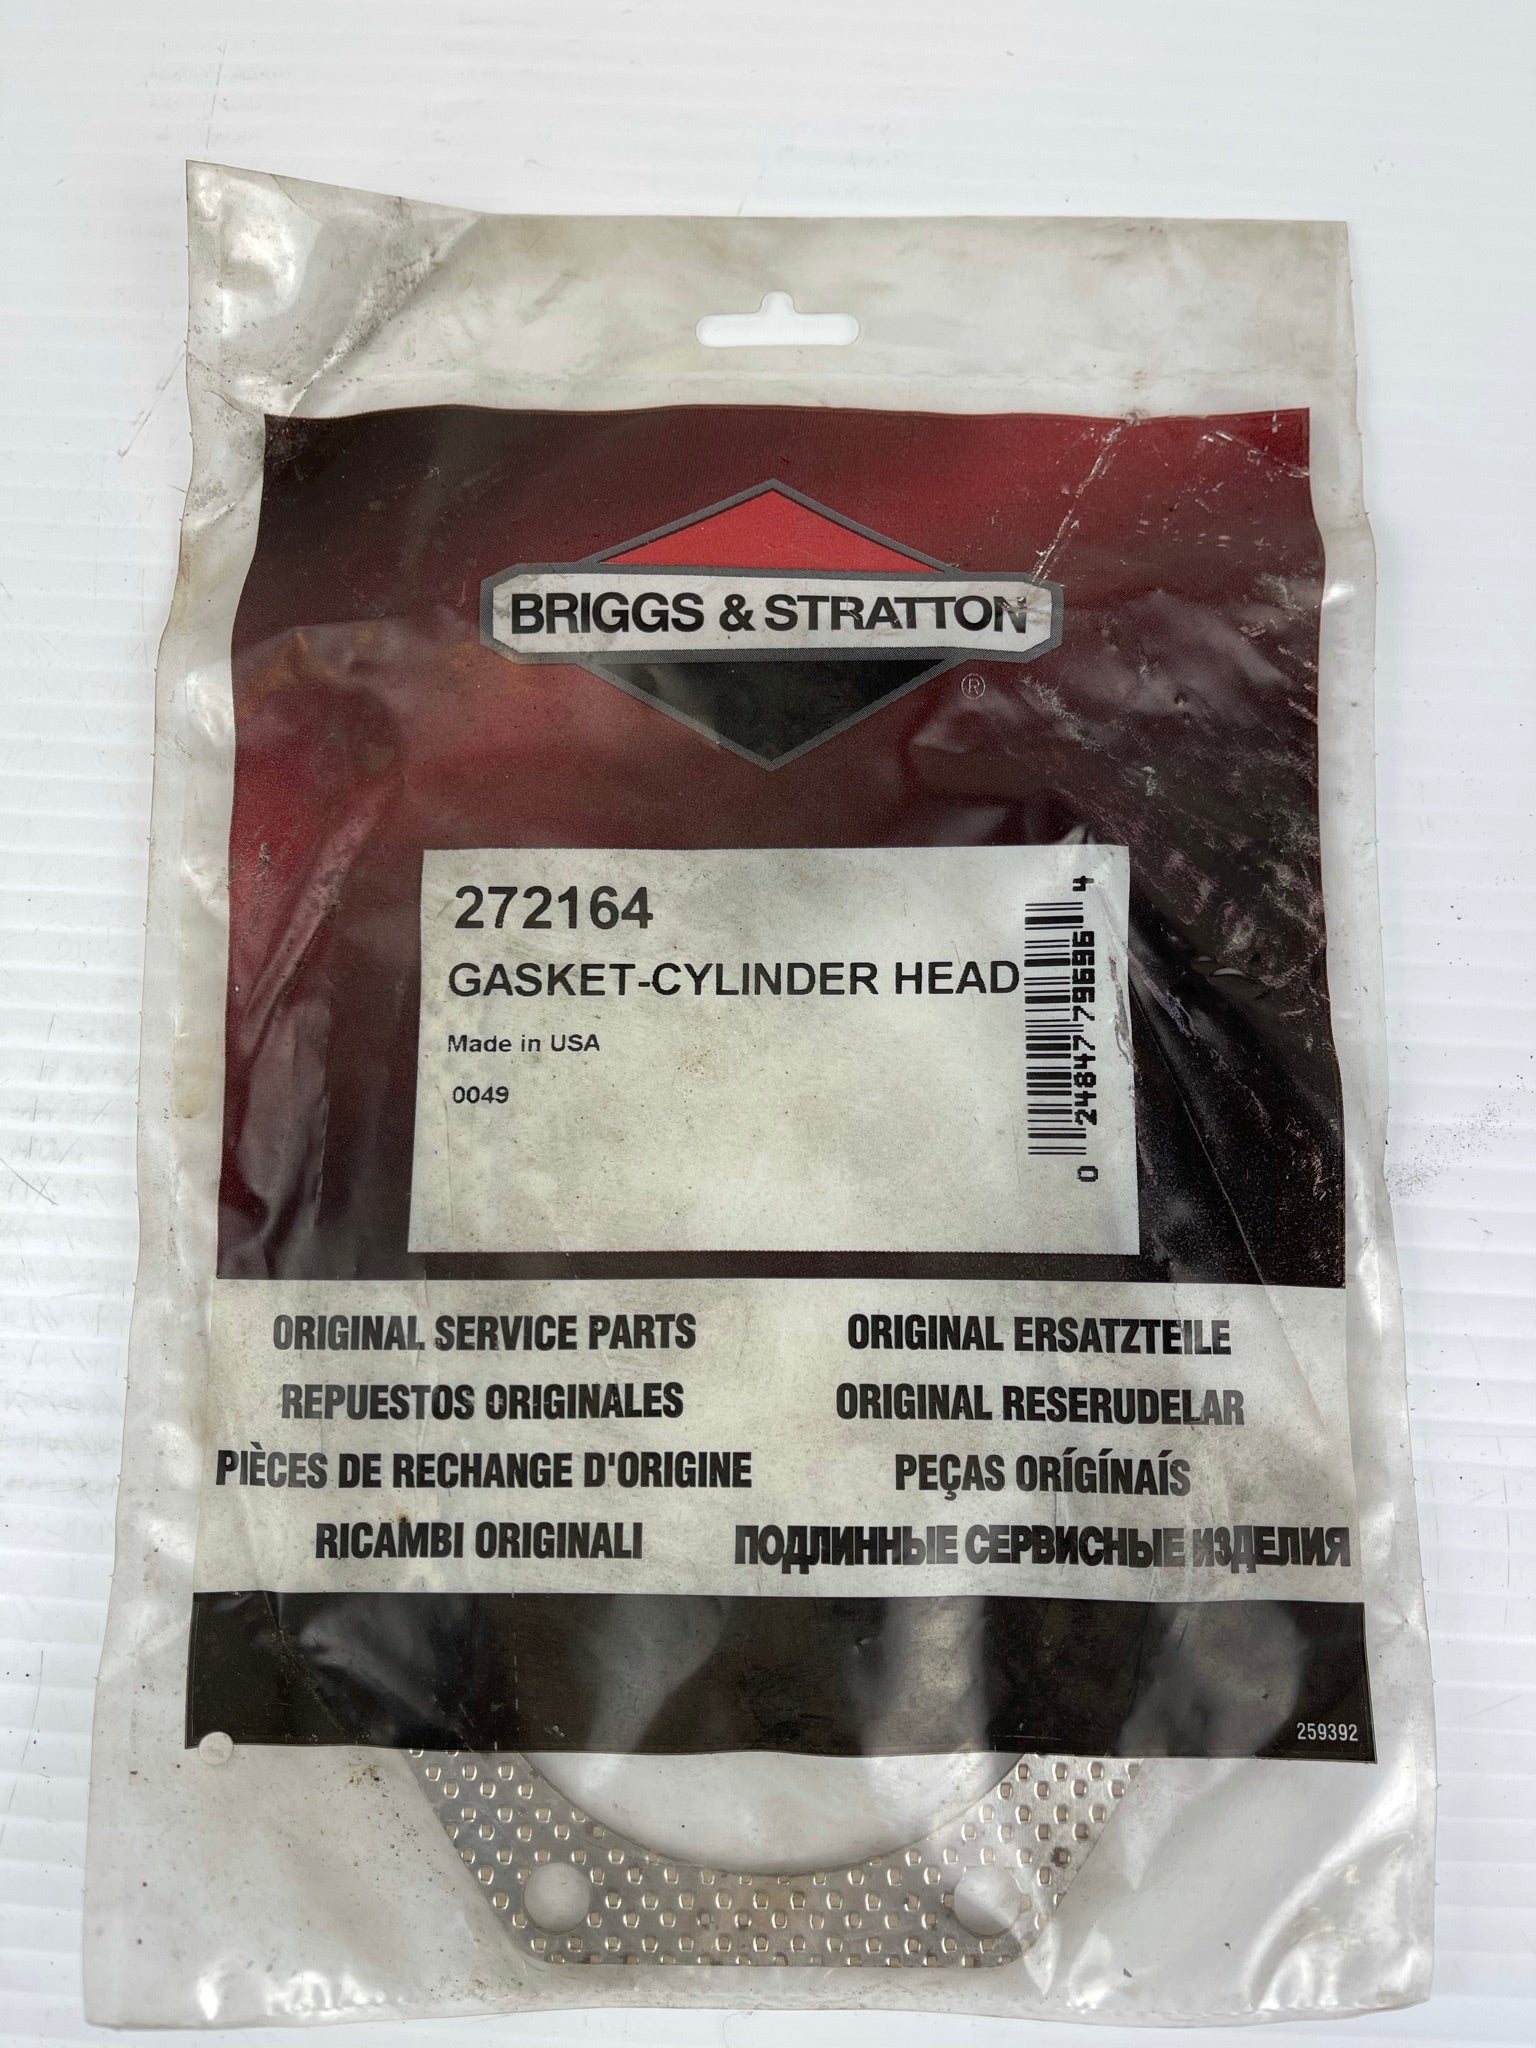 BRIGGS & STRATTON
®
272164
GASKET-CYLINDER HEAD
Made in USA
0049
0 24847 79695 4
ORIGINAL SERVICE PARTS
REPUESTOS ORIGINALES
PIÈCES DE RECHANGE D'ORIGINE
RICAMBI ORIGINALI
ORIGINAL ERSATZTEILE
ORIGINAL RESERUDELAR
PEÇAS ORÍGÍNAÍS
ПОДЛИННЫЕ СЕРВИСНЫЕ ИЗДЕЛИЯ
259392